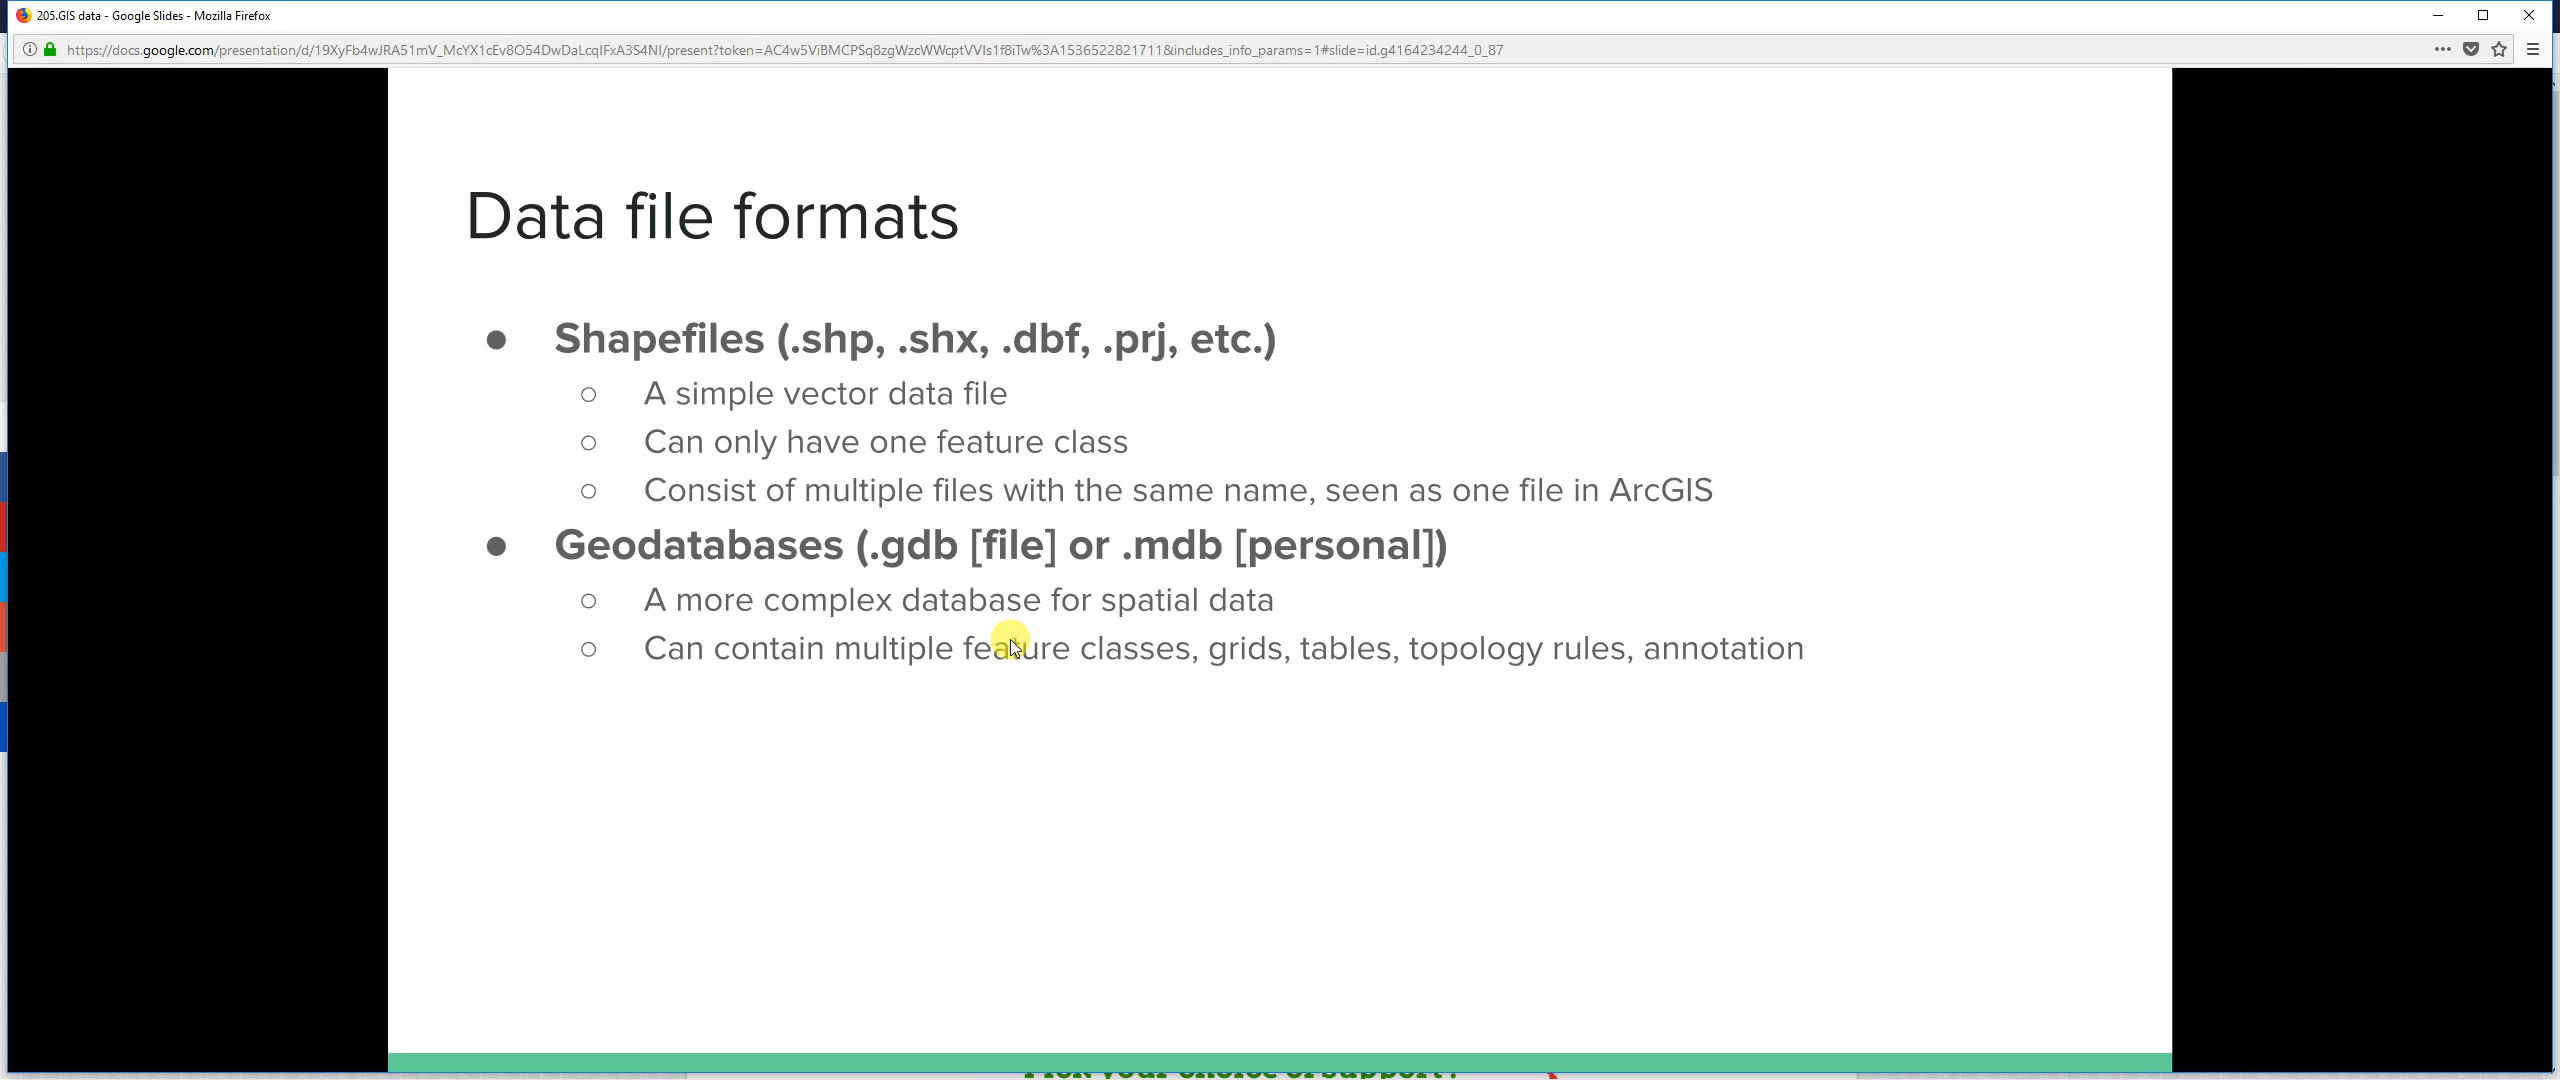 205.GIS data - Google Slides - Mozilla Firefox
https://docs.google.com/presentation/d/19XyFb4wJRA51mV_McYX1cEv8O54DwDaLcqIFxA3S4NI/present?token=AC4w5ViBMCPSq8zgWzcWWcptVVIs1f8iTw%3A1536522821711&includes_info_params=1#slide=id.g4164234244_0_87
Data file formats
● Shapefiles (.shp, .shx, .dbf, .prj, etc.)
○ A simple vector data file
○ Can only have one feature class
○ Consist of multiple files with the same name, seen as one file in ArcGIS
● Geodatabases (.gdb [file] or .mdb [personal])
○ A more complex database for spatial data
○ Can contain multiple feature classes, grids, tables, topology rules, annotation